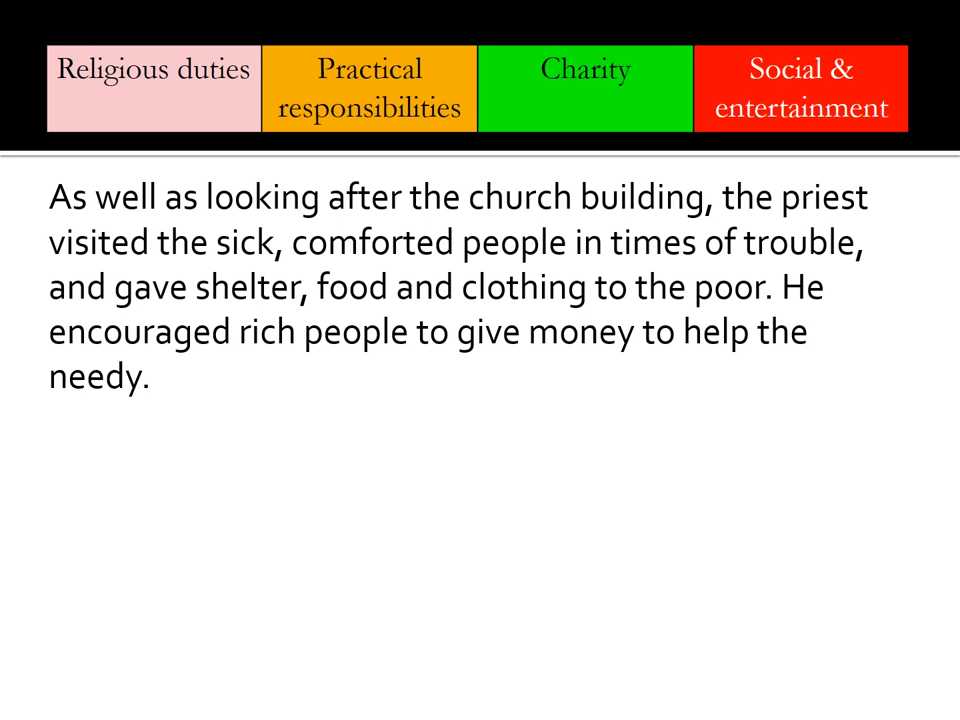 Religious duties
Practical
responsibilities
Charity
Social &
entertainment
As well as looking after the church building, the priest
visited the sick, comforted people in times of trouble,
and gave shelter, food and clothing to the poor. He
encouraged rich people to give money to help the
needy.